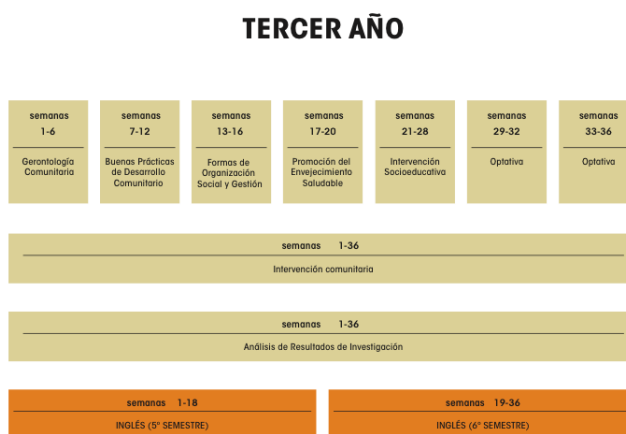 TERCER AÑO
semanas
1-6
Gerontología
Comunitaria
semanas
7-12
Buenas Prácticas
de Desarrollo
Comunitario
semanas
13-16
Formas de
Organización
Social y Gestión
semanas
17-20
Promoción del
Envejecimiento
Saludable
semanas
21-28
Intervención
Socioeducativa
semanas
29-32
Optativa
semanas
33-36
Optativa
semanas 1-36
Intervención comunitaria
semanas 1-36
Análisis de Resultados de Investigación
semanas 1-18
INGLÉS (5º SEMESTRE)
semanas 19-36
INGLÉS (6º SEMESTRE)